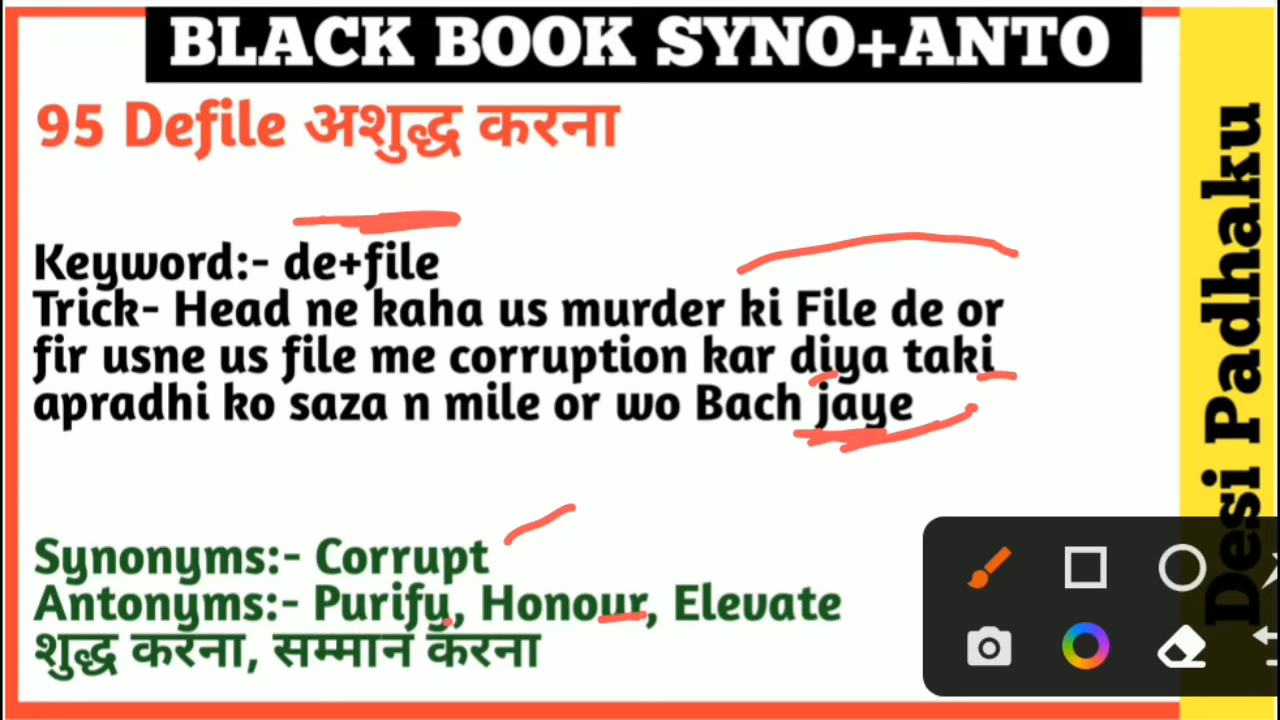 BLACK BOOK SYNO+ANTO
95 Defile अशुद्ध करना
Keyword:- de+file
Trick- Head ne kaha us murder ki File de or
fir usne us file me corruption kar diya taki
apradhi ko saza n mile or wo Bach jaye
Synonyms:- Corrupt
Antonyms:- Purify, Honour, Elevate
शुद्ध करना, सम्मान करना
Desi Padhaku